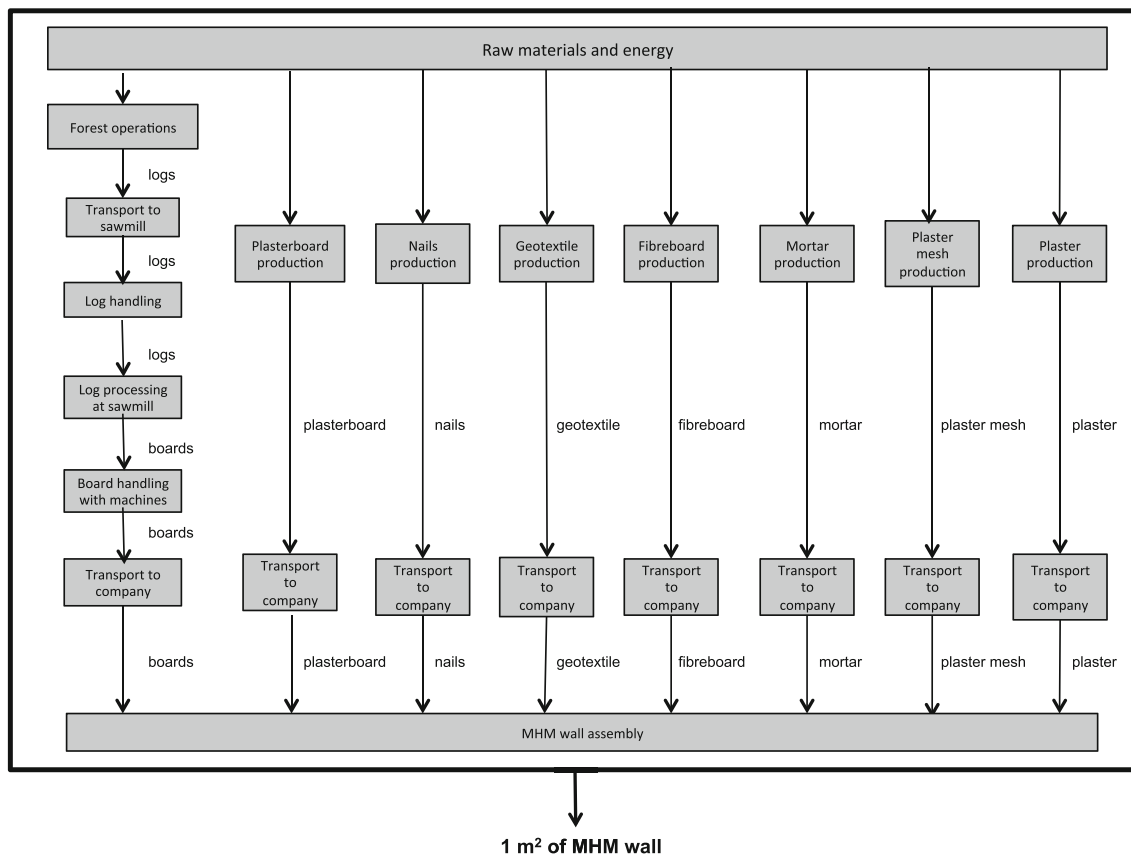 Raw materials and energy
Forest operations
logs
Transport to
sawmill
logs
Log handling
logs
Log processing
at sawmill
boards
Board handling
with machines
boards
Transport to
company
boards
Plasterboard
production
plasterboard
Transport
to
company
plasterboard
Nails
production
nails
Transport
to
company
nails
Geotextile
production
geotextile
Transport
to
company
geotextile
Fibreboard
production
fibreboard
Transport
to
company
fibreboard
Mortar
production
mortar
Transport
to
company
mortar
Plaster
mesh
production
plaster mesh
Transport
to
company
plaster mesh
Plaster
production
plaster
Transport
to
company
plaster
MHM wall assembly
1 m² of MHM wall